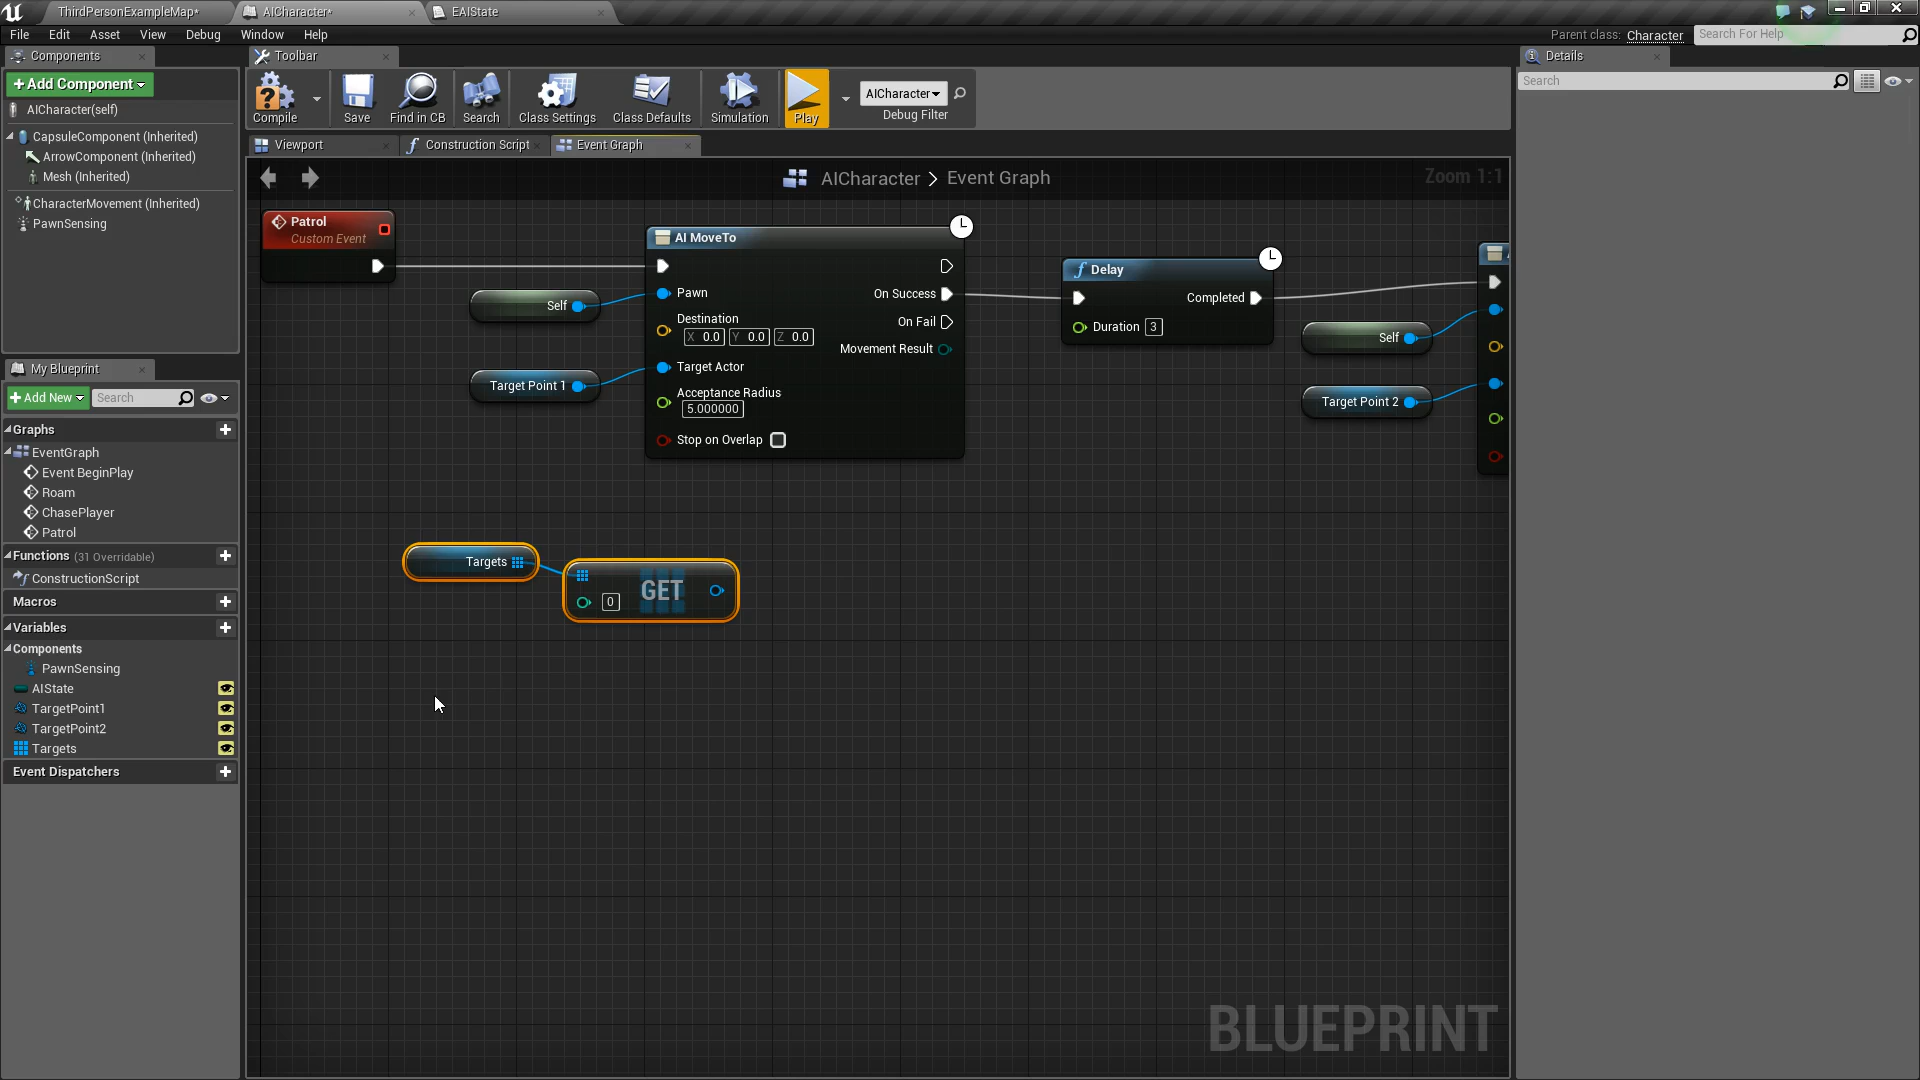 ThirdPersonExampleMap*
AICharacter*
EAIState
File Edit Asset View Debug Window Help
Parent class: Character
Search For Help
Components
Toolbar
Details
+Add Component
Search
AICharacter(self)
CapsuleComponent (Inherited)
ArrowComponent (Inherited)
Mesh (Inherited)
CharacterMovement (Inherited)
PawnSensing
Compile
Save
Find in CB
Search
Class Settings
Class Defaults
Simulation
Play
AICharacter
Debug Filter
Viewport
Construction Script
Event Graph
AICharacter > Event Graph
Zoom 1:1
Patrol
Custom Event
Self
Target Point 1
AI MoveTo
Pawn
On Success
Destination
X 0.0 Y 0.0 Z 0.0
On Fail
Movement Result
Target Actor
Acceptance Radius
5.000000
Stop on Overlap
Delay
Completed
Duration 3
Self
Target Point 2
Targets
GET
0
My Blueprint
+Add New
Search
Graphs
EventGraph
Event BeginPlay
Roam
ChasePlayer
Patrol
Functions (31 Overridable)
ConstructionScript
Macros
Variables
Components
PawnSensing
AIState
TargetPoint1
TargetPoint2
Targets
Event Dispatchers
BLUEPRINT